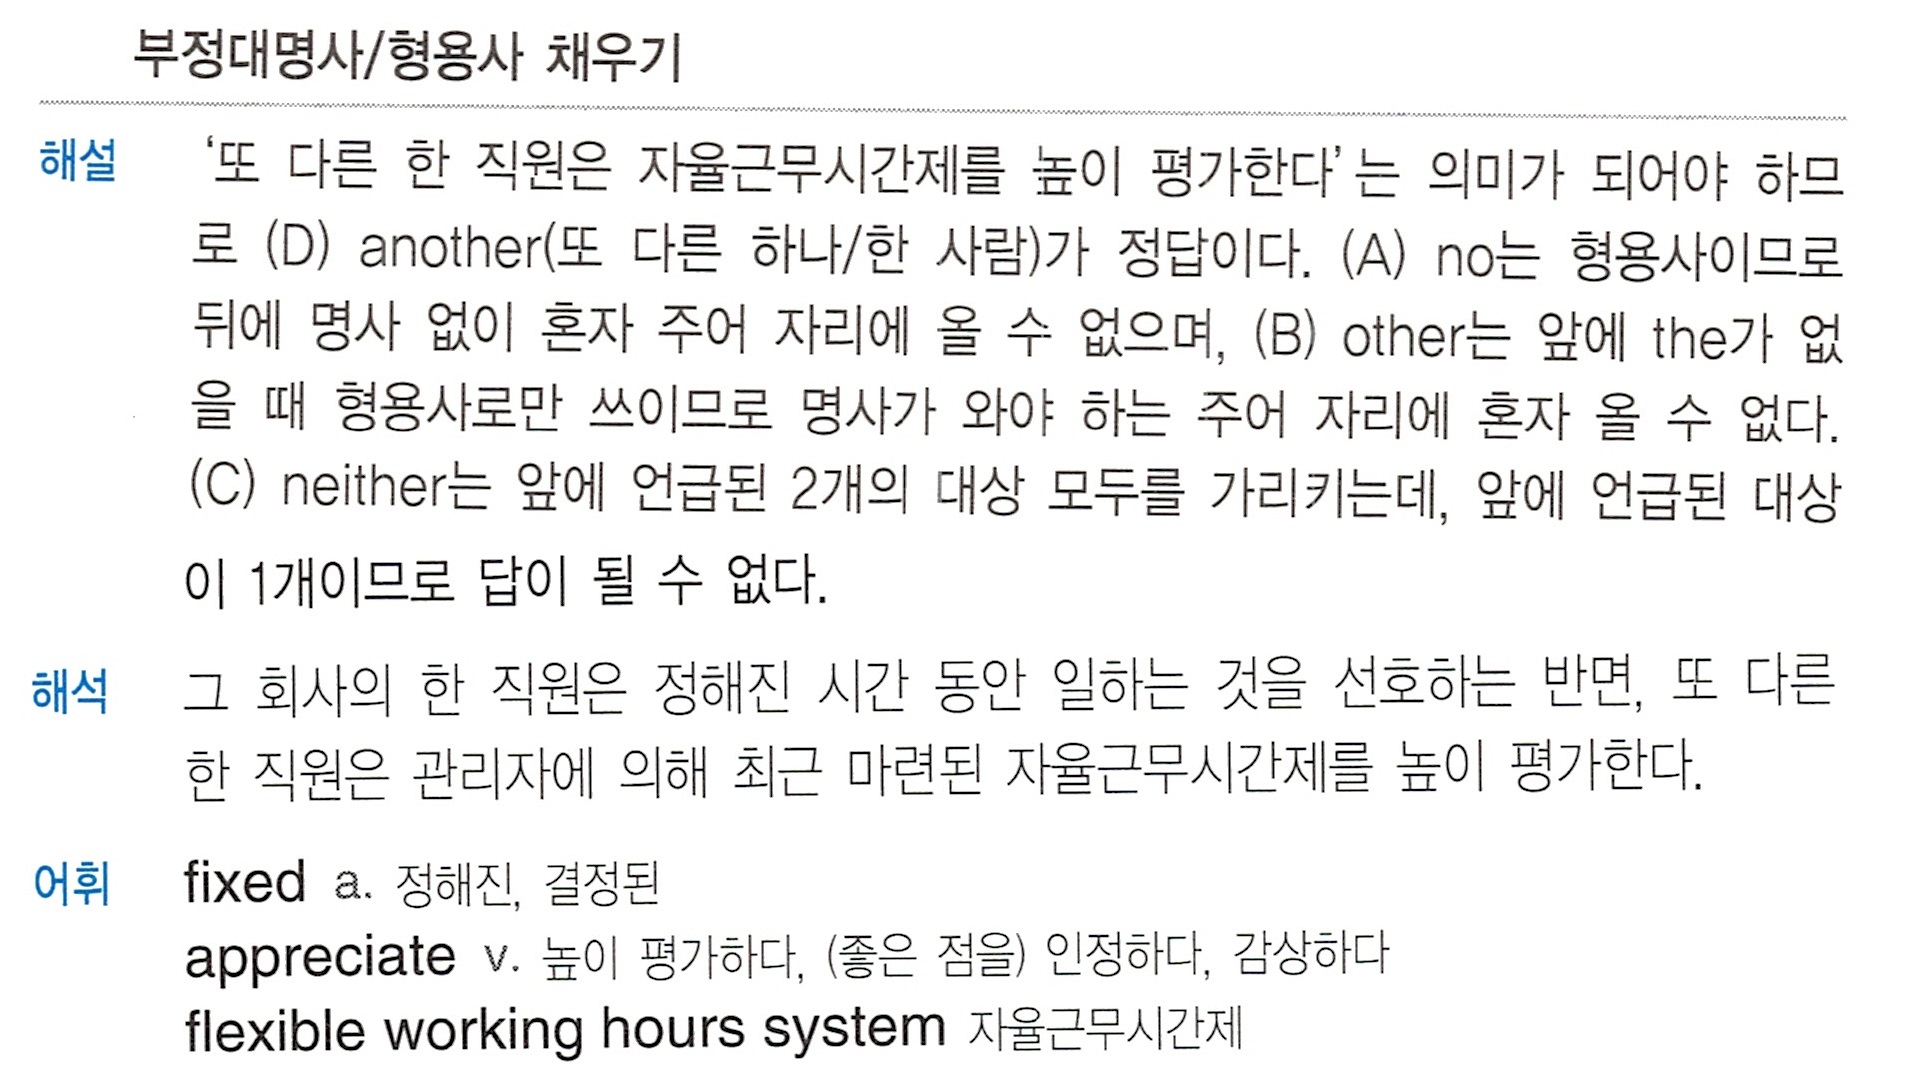 부정대명사/형용사 채우기
해설 ‘또 다른 한 직원은 자율근무시간제를 높이 평가한다’는 의미가 되어야 하므
로 (D) another(또 다른 하나/한 사람)가 정답이다. (A) no는 형용사이므로
뒤에 명사 없이 혼자 주어 자리에 올 수 없으며, (B) other는 앞에 the가 없
을 때 형용사로만 쓰이므로 명사가 와야 하는 주어 자리에 혼자 올 수 없다.
(C) neither는 앞에 언급된 2개의 대상 모두를 가리키는데, 앞에 언급된 대상
이 1개이므로 답이 될 수 없다.
해석 그 회사의 한 직원은 정해진 시간 동안 일하는 것을 선호하는 반면, 또 다른
한 직원은 관리자에 의해 최근 마련된 자율근무시간제를 높이 평가한다.
어휘 fixed a. 정해진, 결정된
appreciate v. 높이 평가하다, (좋은 점을) 인정하다, 감상하다
flexible working hours system 자율근무시간제